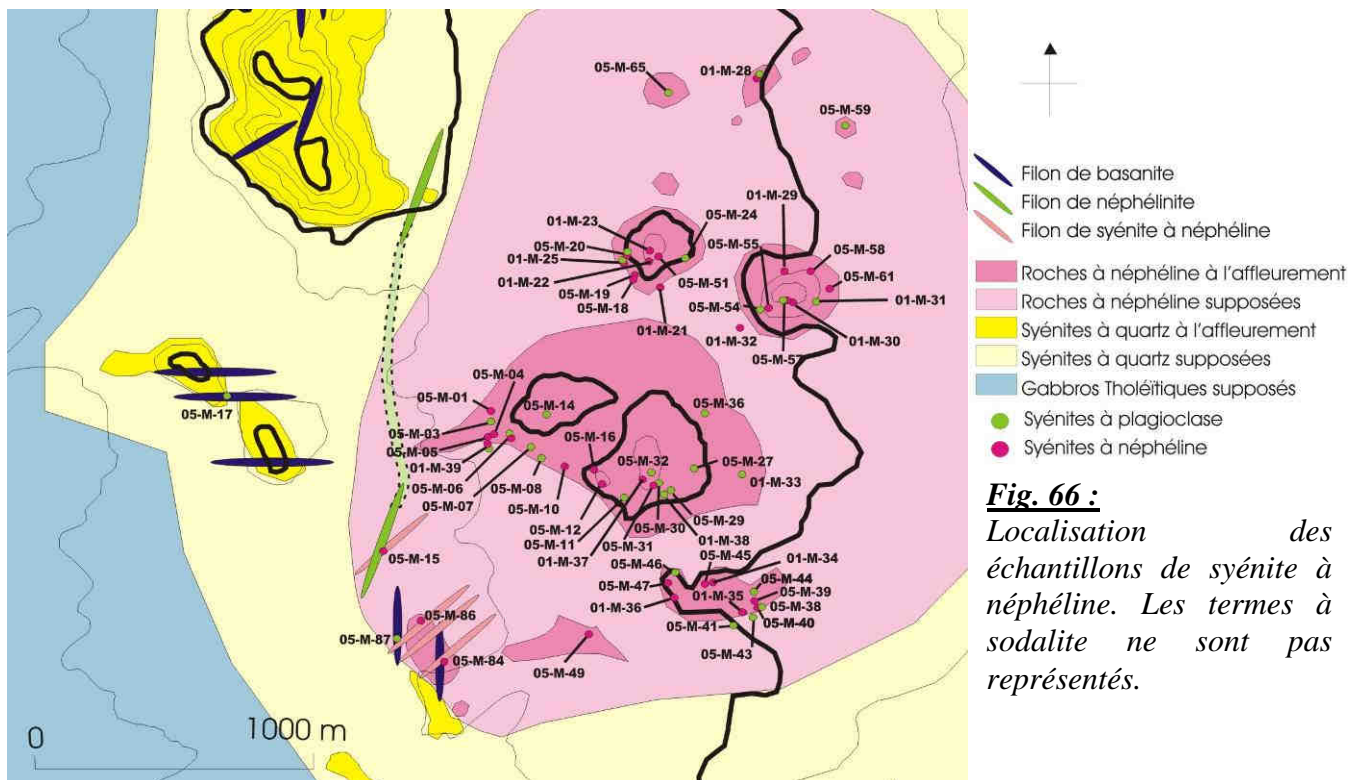 05-M-65
01-M-28
05-M-59
01-M-29
01-M-23
05-M-24
05-M-20
05-M-55
05-M-58
01-M-25
05-M-61
01-M-22
05-M-51
05-M-19
05-M-54
01-M-31
05-M-18
01-M-21
01-M-32
01-M-30
05-M-57
05-M-04
05-M-01
05-M-14
05-M-36
05-M-17
05-M-03
05-M-16
05-M-05
05-M-32
05-M-27
01-M-39
01-M-33
05-M-06
05-M-08
05-M-07
05-M-10
05-M-12
05-M-30
05-M-29
05-M-11
05-M-31
01-M-38
01-M-37
05-M-45
01-M-34
05-M-15
05-M-46
05-M-47
05-M-44
01-M-35
05-M-39
01-M-36
05-M-38
05-M-86
05-M-41
05-M-40
05-M-87
05-M-43
05-M-84
05-M-49
0
1000 m
Filon de basanite
Filon de néphélinite
Filon de syénite à néphéline
Roches à néphéline à l'affleurement
Roches à néphéline supposées
Syénites à quartz à l'affleurement
Syénites à quartz supposées
Gabbros Tholéïtiques supposés
Syénites à plagioclase
Syénites à néphéline
Fig. 66 :
Localisation des
échantillons de syénite à
néphéline. Les termes à
sodalite ne sont pas
représentés.